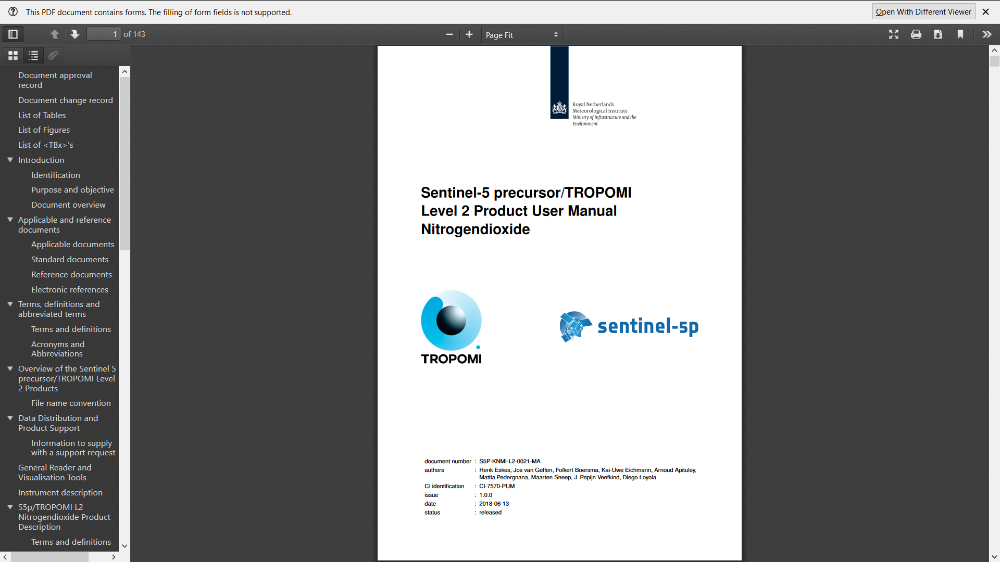 This PDF document contains forms. The filling of form fields is not supported.
Open With Different Viewer
1 of 143
Page Fit
Document approval
record
Document change record
List of Tables
List of Figures
List of <TBx>'s
Introduction
Identification
Purpose and objective
Document overview
Applicable and reference
documents
Applicable documents
Standard documents
Reference documents
Electronic references
Terms, definitions and
abbreviated terms
Terms and definitions
Acronyms and
Abbreviations
Overview of the Sentinel 5
precursor/TROPOMI Level
2 Products
File name convention
Data Distribution and
Product Support
Information to supply
with a support request
General Reader and
Visualisation Tools
Instrument description
S5p/TROPOMI L2
Nitrogendioxide Product
Description
Terms and definitions
Royal Netherlands
Meteorological Institute
Ministry of Infrastructure and the
Environment
Sentinel-5 precursor/TROPOMI
Level 2 Product User Manual
Nitrogendioxide
TROPOMI
sentinel-5p
document number : S5P-KNMI-L2-0021-MA
authors : Henk Eskes, Jos van Geffen, Folkert Boersma, Kai-Uwe Eichmann, Arnoud Apituley,
Mattia Pedergnana, Maarten Sneep, J. Pepijn Veefkind, Diego Loyola
CI identification : CI-7570-PUM
issue : 1.0.0
date : 2018-06-13
status : released